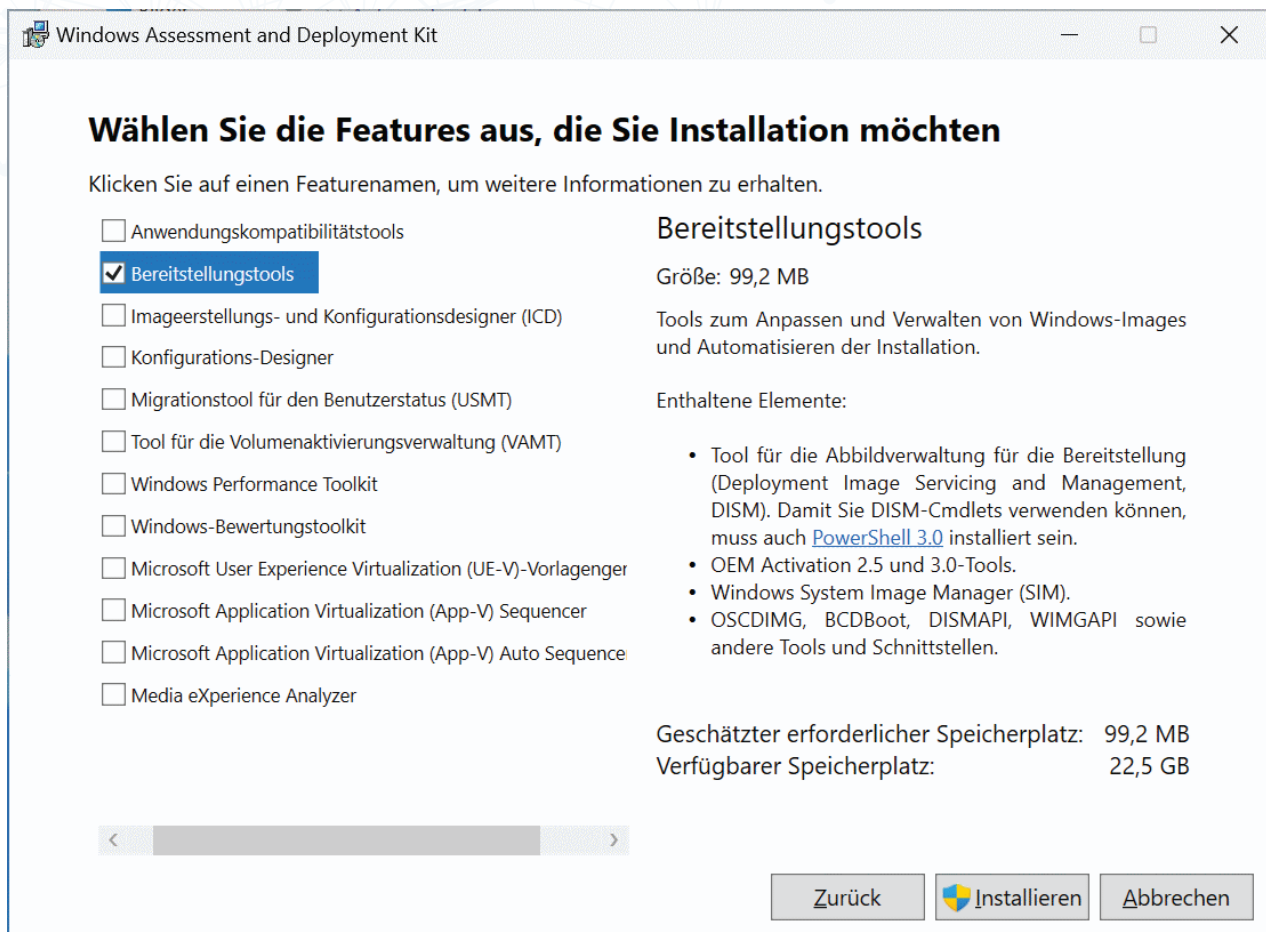 Windows Assessment and Deployment Kit
Wählen Sie die Features aus, die Sie Installation möchten
Klicken Sie auf einen Featurenamen, um weitere Informationen zu erhalten.
Anwendungskompatibilitätstools
Bereitstellungstools
Imageerstellungs- und Konfigurationsdesigner (ICD)
Konfigurations-Designer
Migrationstool für den Benutzerstatus (USMT)
Tool für die Volumenaktivierungsverwaltung (VAMT)
Windows Performance Toolkit
Windows-Bewertungstoolkit
Microsoft User Experience Virtualization (UE-V)-Vorlagenger
Microsoft Application Virtualization (App-V) Sequencer
Microsoft Application Virtualization (App-V) Auto Sequence
Media eXperience Analyzer
Bereitstellungstools
Größe: 99,2 MB
Tools zum Anpassen und Verwalten von Windows-Images
und Automatisieren der Installation.
Enthaltene Elemente:
• Tool für die Abbildverwaltung für die Bereitstellung
(Deployment Image Servicing and Management,
DISM). Damit Sie DISM-Cmdlets verwenden können,
muss auch PowerShell 3.0 installiert sein.
• OEM Activation 2.5 und 3.0-Tools.
• Windows System Image Manager (SIM).
• OSCDIMG, BCDBoot, DISMAPI, WIMGAPI sowie
andere Tools und Schnittstellen.
Geschätzter erforderlicher Speicherplatz: 99,2 MB
Verfügbarer Speicherplatz: 22,5 GB
Zurück Installieren Abbrechen